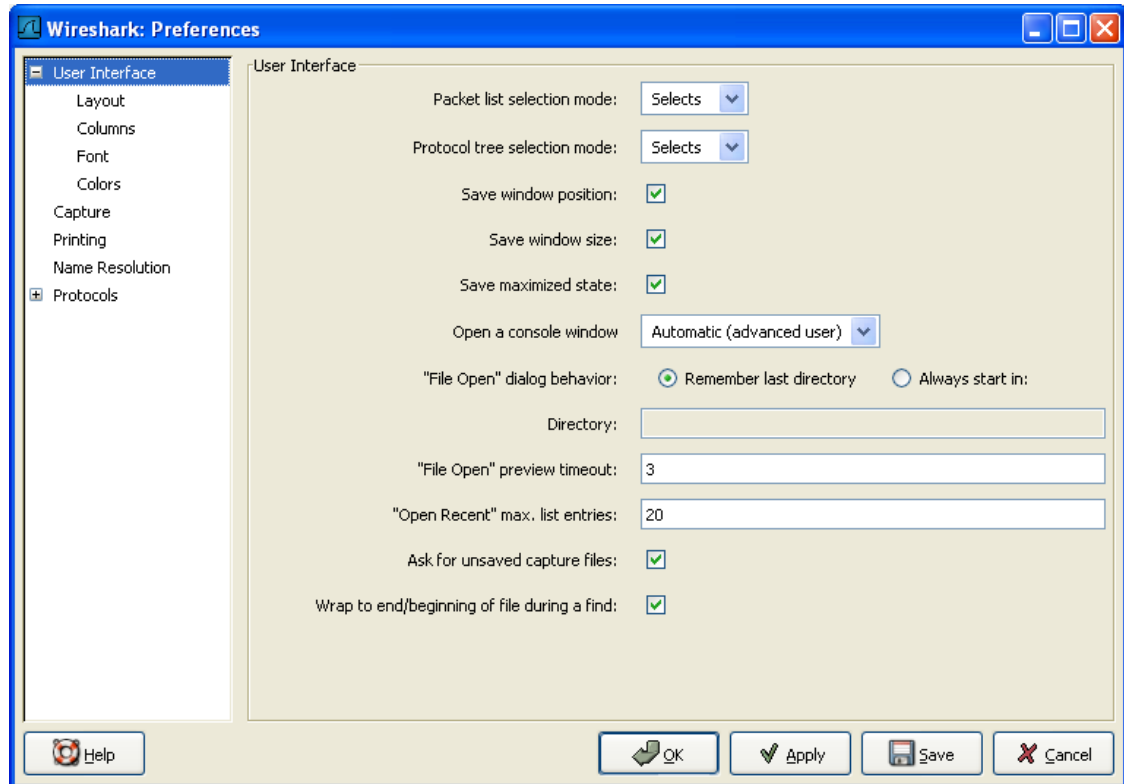 Wireshark: Preferences
User Interface
Layout
Columns
Font
Colors
Capture
Printing
Name Resolution
Protocols
User Interface
Packet list selection mode: Selects
Protocol tree selection mode: Selects
Save window position:
Save window size:
Save maximized state:
Open a console window Automatic (advanced user)
"File Open" dialog behavior: Remember last directory Always start in:
Directory:
"File Open" preview timeout: 3
"Open Recent" max. list entries: 20
Ask for unsaved capture files:
Wrap to end/beginning of file during a find:
Help OK Apply Save Cancel